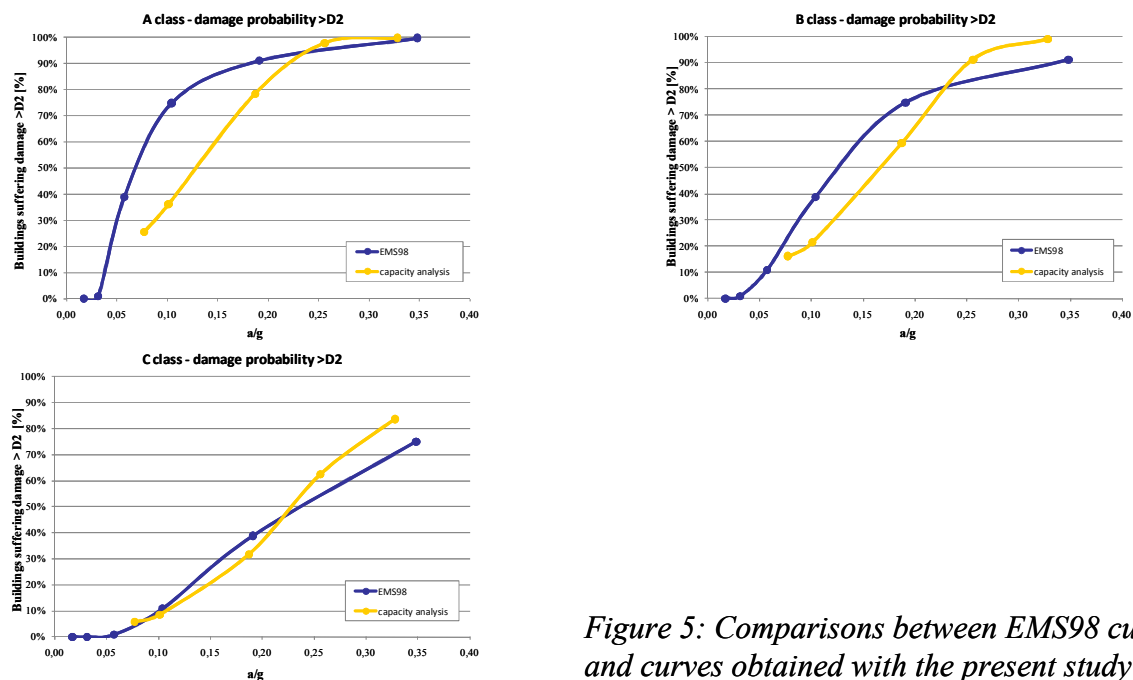 A class - damage probability >D2
Buildings suffering damage >D2 [%]
100%
90%
80%
70%
60%
50%
40%
30%
20%
10%
0%
0,00 0,05 0,10 0,15 0,20 0,25 0,30 0,35 0,40
a/g
EMS98
capacity analysis
B class - damage probability >D2
Buildings suffering damage >D2 [%]
100%
90%
80%
70%
60%
50%
40%
30%
20%
10%
0%
0,00 0,05 0,10 0,15 0,20 0,25 0,30 0,35 0,40
a/g
EMS98
capacity analysis
C class - damage probability >D2
Buildings suffering damage > D2 [%]
100%
90%
80%
70%
60%
50%
40%
30%
20%
10%
0%
0,00 0,05 0,10 0,15 0,20 0,25 0,30 0,35 0,40
a/g
EMS98
capacity analysis
Figure 5: Comparisons between EMS98
and curves obtained with the present study